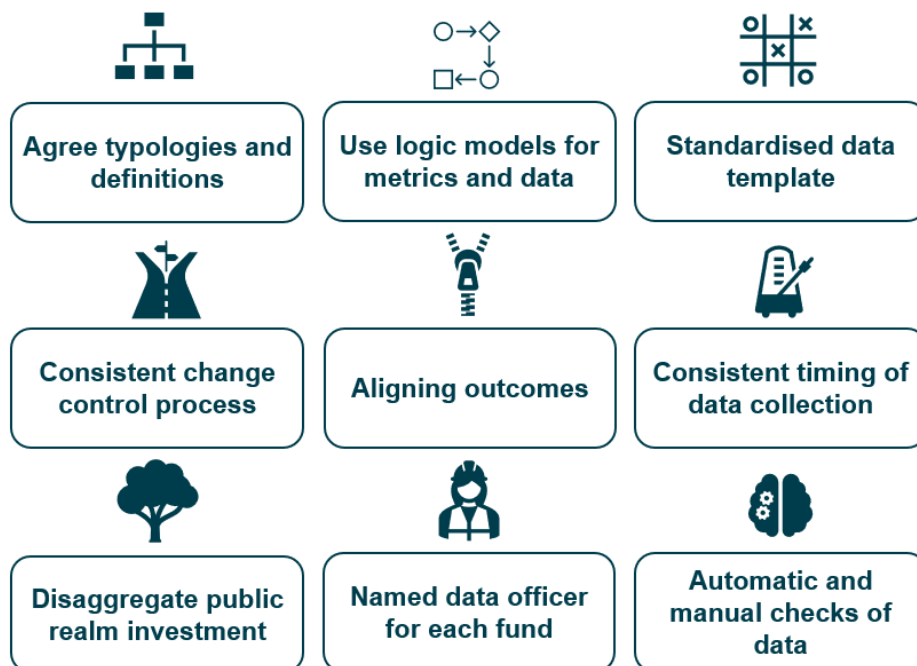 Agree typologies and
definitions
Use logic models for
metrics and data
Standardised data
template
Consistent change
control process
Aligning outcomes
Consistent timing of
data collection
Disaggregate public
realm investment
Named data officer
for each fund
Automatic and
manual checks of
data